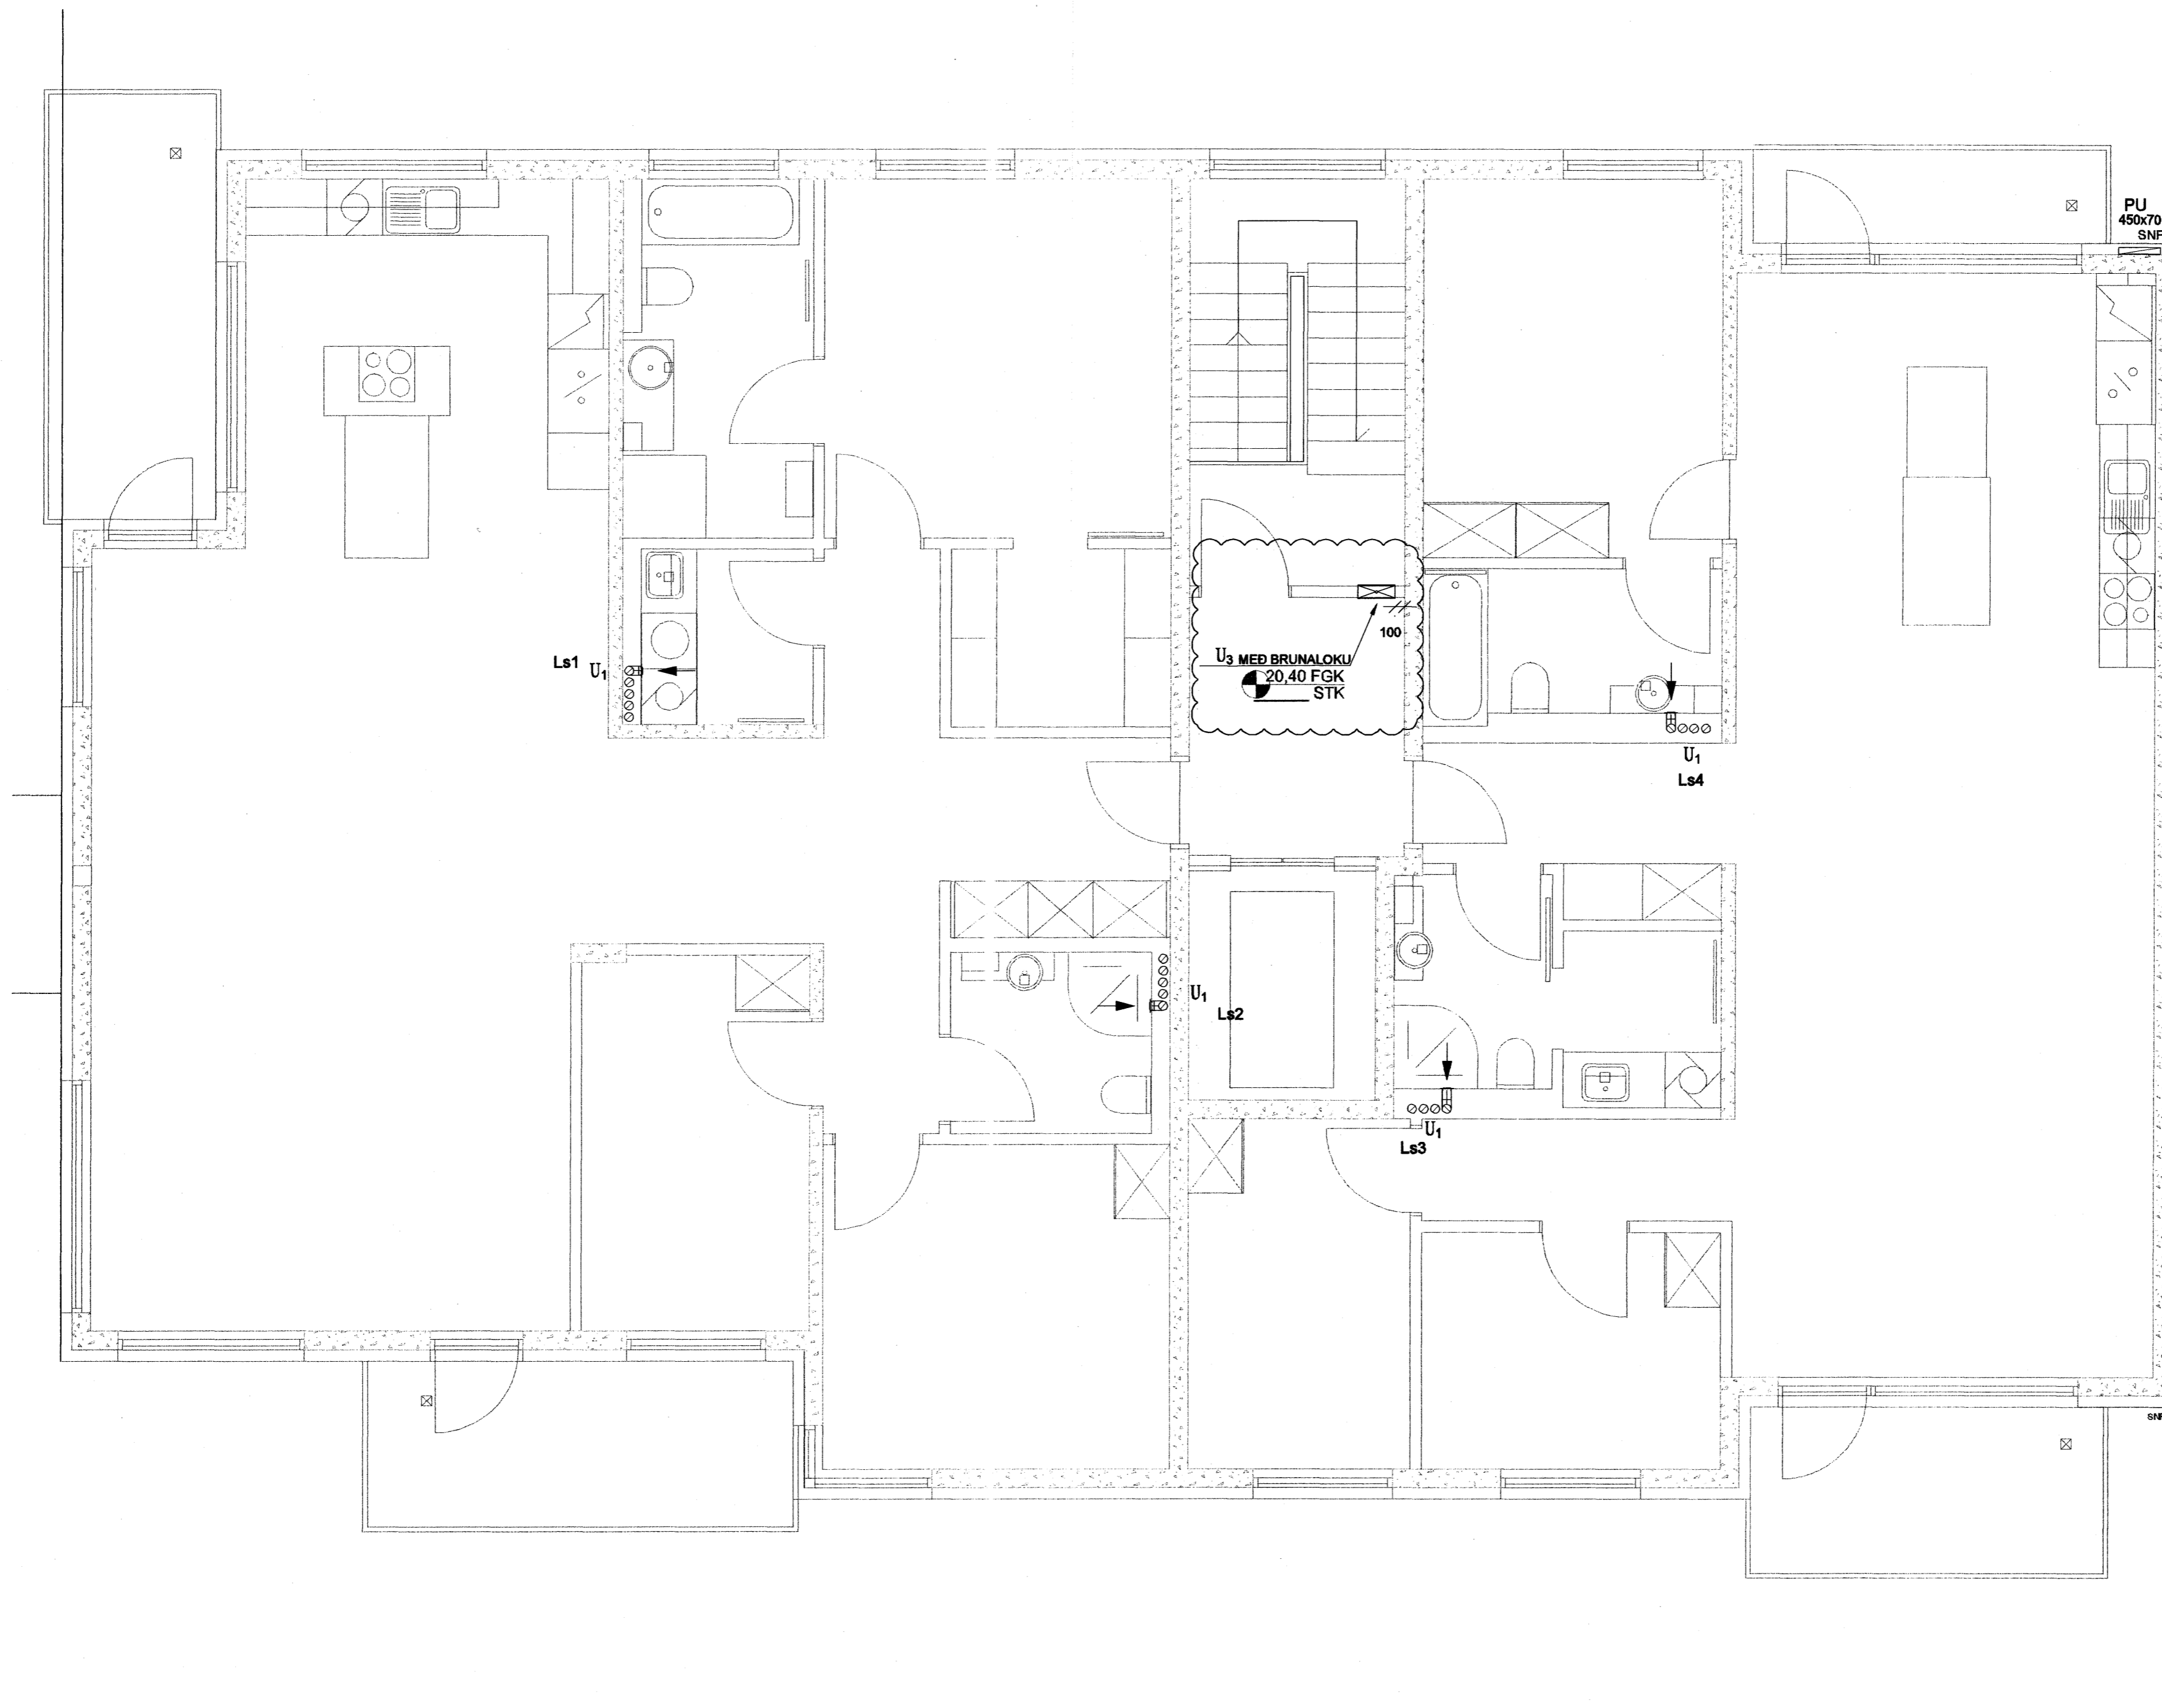 PU
450x70
SNF
100
U3 MEÐ BRUNALOKU
20,40 FGK
STK
Ls1 U1
U1
Ls4
U1
Ls2
U1
Ls3